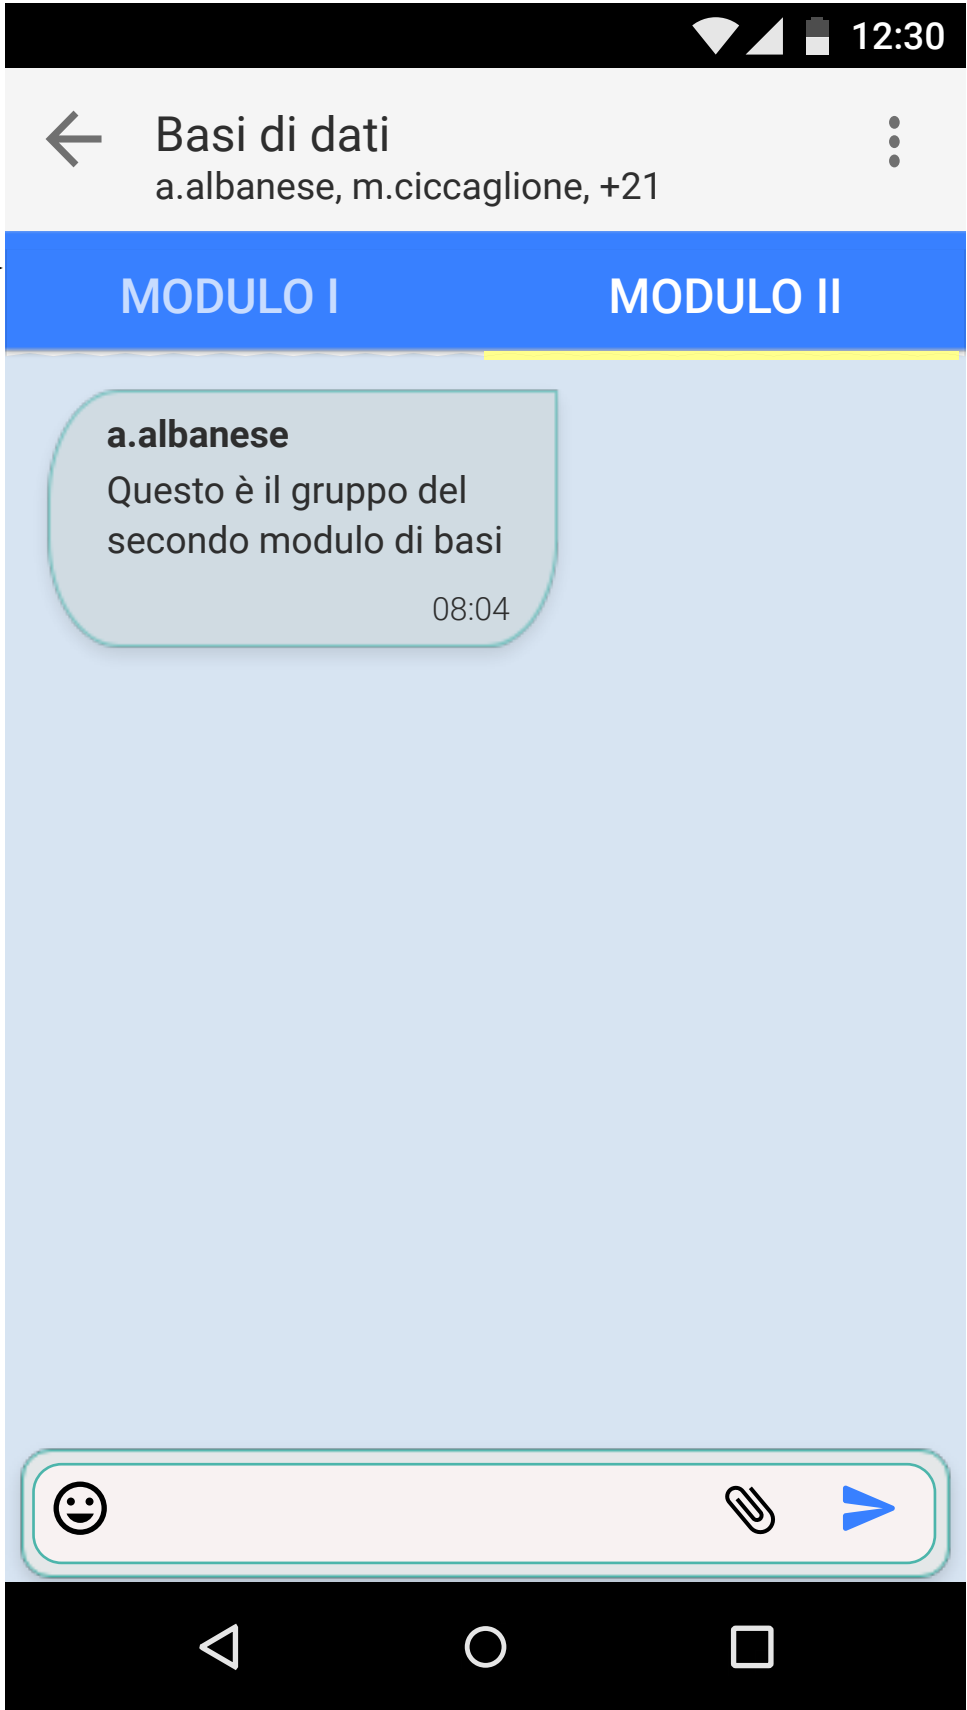 12:30
Basi di dati
a.albanese, m.ciccaglione, +21
MODULO I
MODULO II
a.albanese
Questo è il gruppo del
secondo modulo di basi
08:04